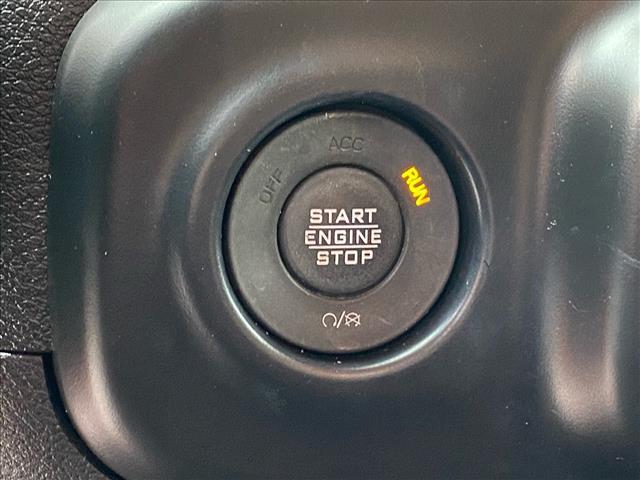 ACC
OFF
RUN
START
ENGINE
STOP